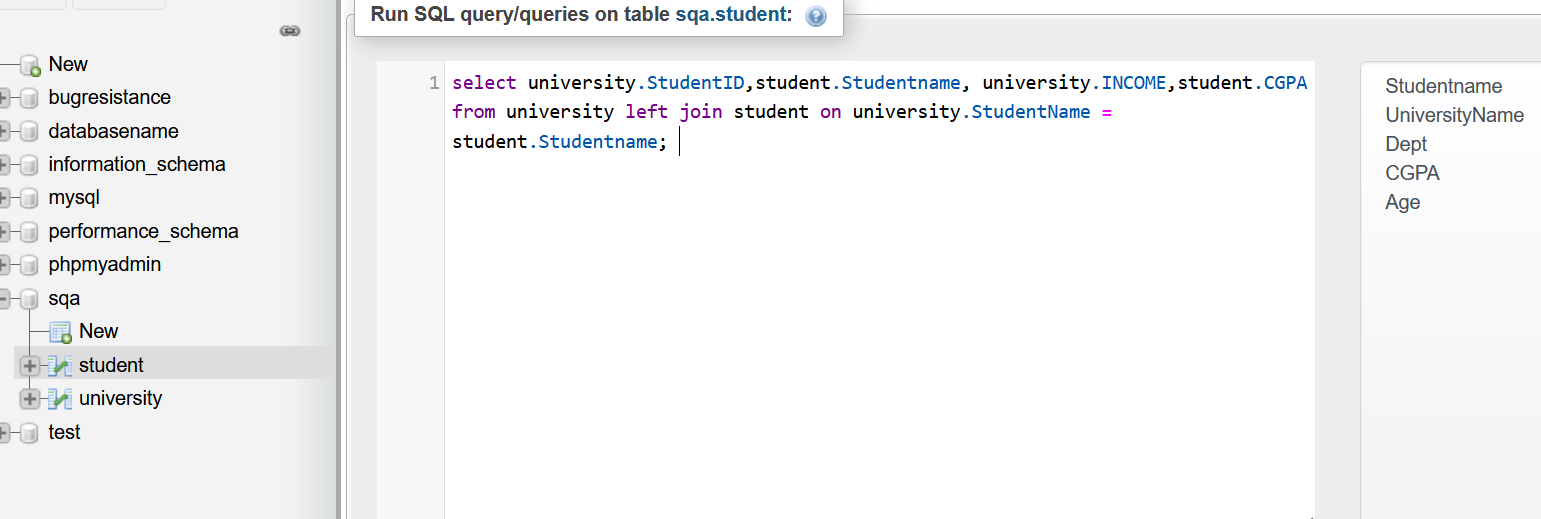 Run SQL query/queries on table sqa.student:
New
bugresistance
databasename
information_schema
mysql
performance_schema
phpmyadmin
sqa
New
student
university
test
1
select university.StudentID,student.Studentname, university.INCOME,student.CGPA
from university left join student on university.StudentName =
student.Studentname;
Studentname
UniversityName
Dept
CGPA
Age